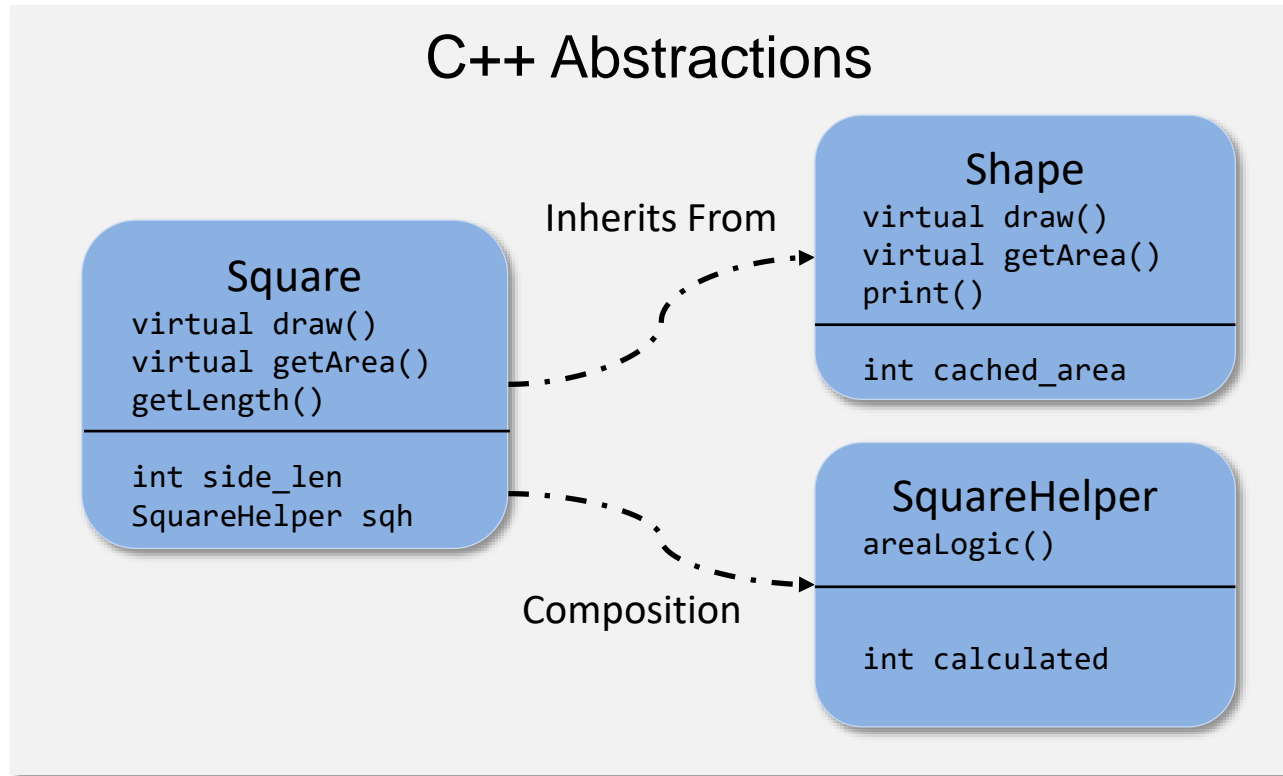 C++ Abstractions
Square
virtual draw()
virtual getArea()
getLength()
int side_len
SquareHelper sqh
Inherits From
Composition
Shape
virtual draw()
virtual getArea()
print()
int cached_area
SquareHelper
areaLogic()
int calculated